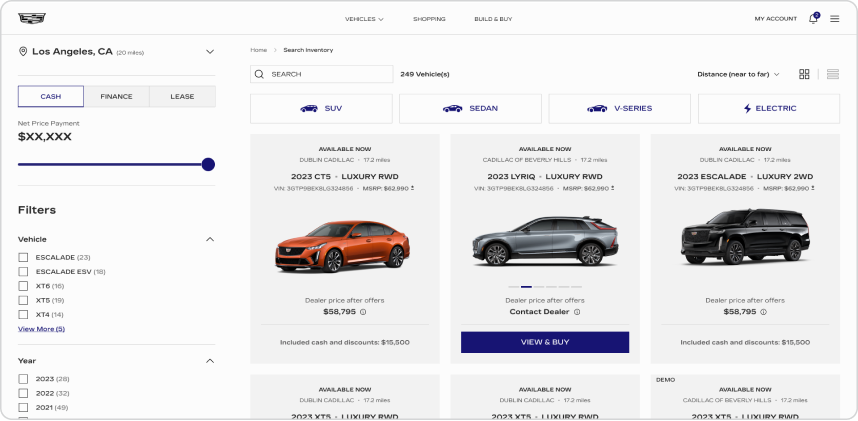 VEHICLES
SHOPPING
BUILD & BUY
MY ACCOUNT
Los Angeles, CA (20 miles)
CASH
FINANCE
LEASE
Net Price Payment
$XX,XXX
Filters
Vehicle
ESCALADE (23)
ESCALADE ESV (18)
XT6 (16)
XT5 (19)
XT4 (14)
View More (5)
Year
2023 (28)
2022 (32)
2021 (49)
Home
Search Inventory
SEARCH
249 Vehicle(s)
Distance (near to far)
SUV
SEDAN
V-SERIES
ELECTRIC
AVAILABLE NOW
DUBLIN CADILLAC • 17.2 miles
2023 CT5 • LUXURY RWD
VIN: 3GTP9BEK8LG324856 • MSRP: $62,990
Dealer price after offers
$58,795
Included cash and discounts: $15,500
AVAILABLE NOW
CADILLAC OF BEVERLY HILLS • 17.2 miles
2023 LYRIQ • LUXURY RWD
VIN: 3GTP9BEK8LG324856 • MSRP: $62,990
Dealer price after offers
Contact Dealer
VIEW & BUY
AVAILABLE NOW
DUBLIN CADILLAC • 17.2 miles
2023 ESCALADE • LUXURY 2WD
VIN: 3GTP9BEK8LG324856 • MSRP: $62,990
Dealer price after offers
$58,795
Included cash and discounts: $15,500
AVAILABLE NOW
DUBLIN CADILLAC • 17.2 miles
2023 XT5 • LUXURY RWD
AVAILABLE NOW
DUBLIN CADILLAC • 17.2 miles
2023 XT5 • LUXURY RWD
DEMO
AVAILABLE NOW
CADILLAC OF BEVERLY HILLS • 17.2 miles
2023 XT5 • LUXURY RWD